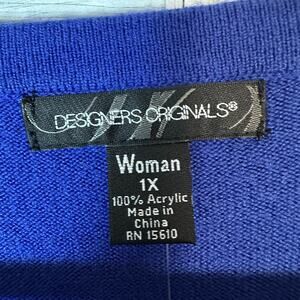 DESIGNERS ORIGINALS®
Woman
1X
100% Acrylic
Made in
China
RN 15610